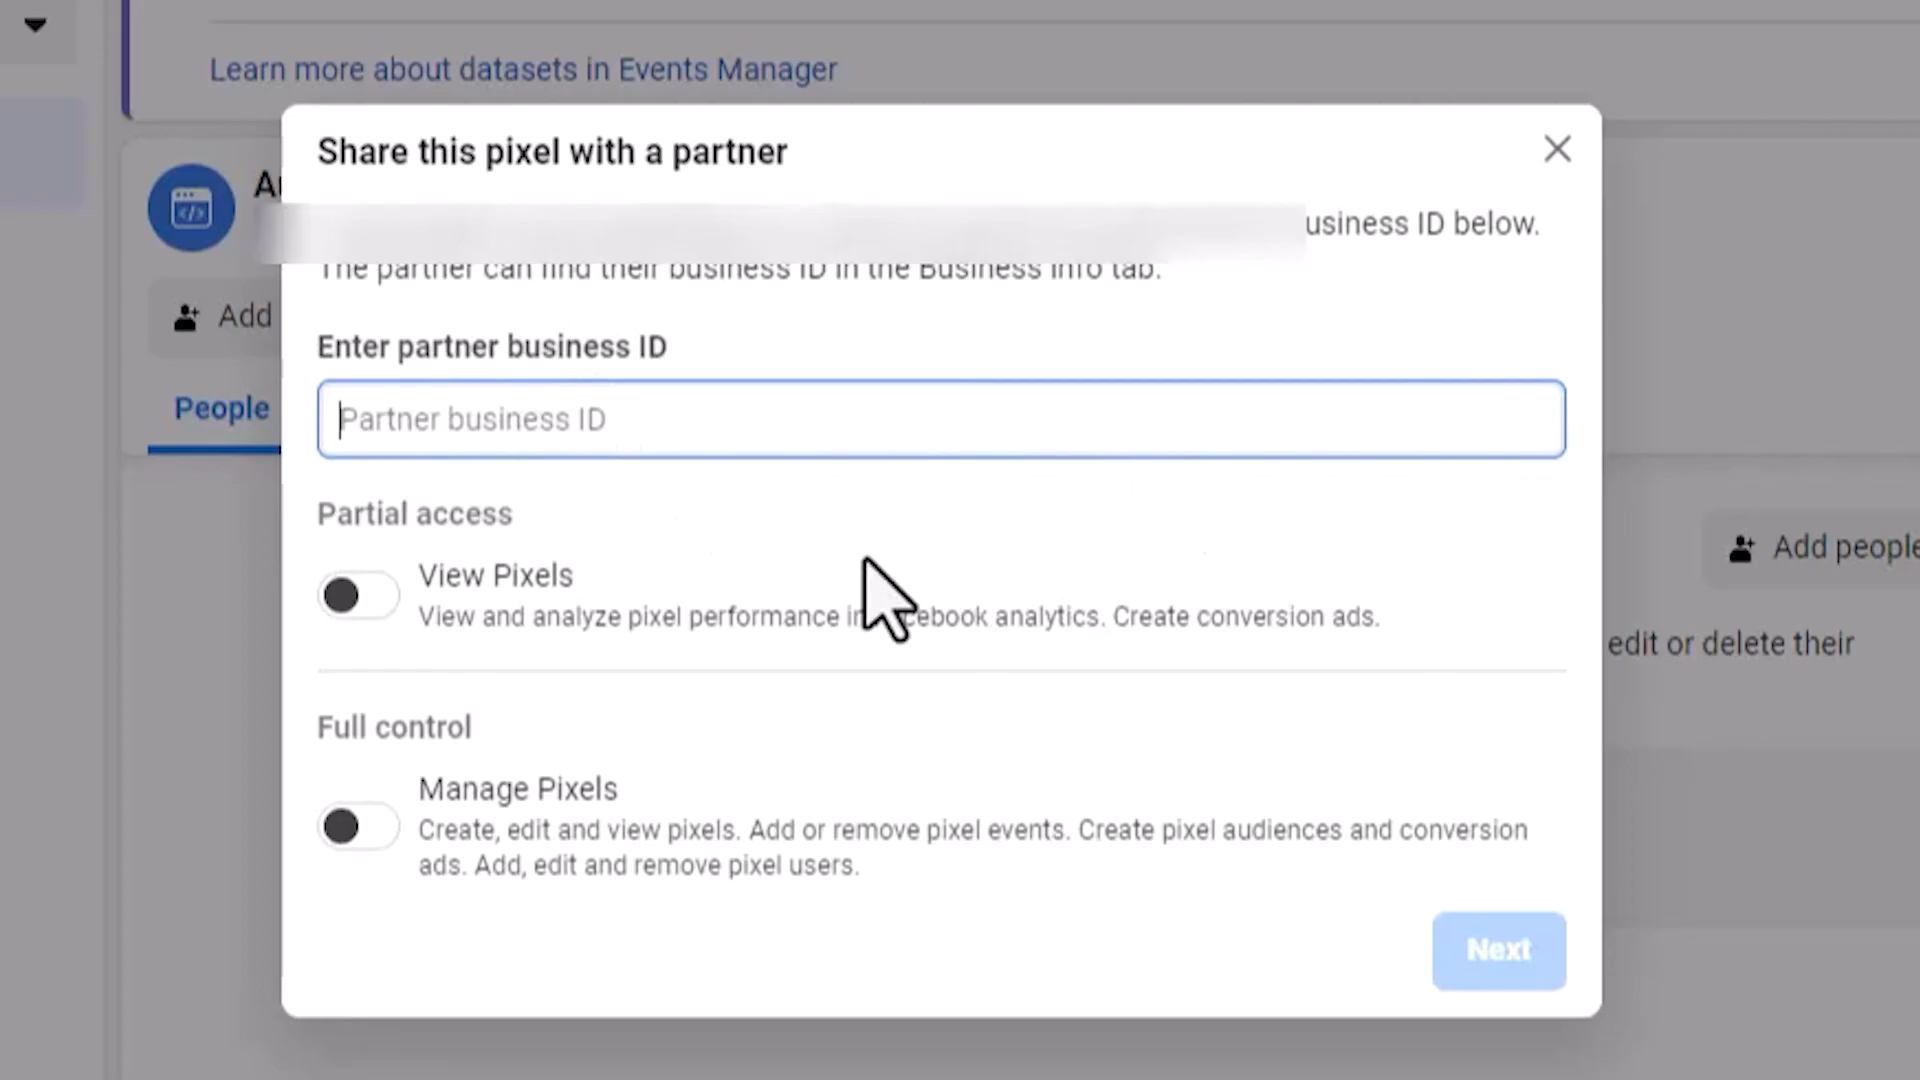 Learn more about datasets in Events Manager
Share this pixel with a partner
usiness ID below.
The partner can find their business ID in the Business Info tab.
Add
Enter partner business ID
People
Partner business ID
Partial access
Add people
View Pixels
View and analyze pixel performance in cebook analytics. Create conversion ads.
edit or delete their
Full control
Manage Pixels
Create, edit and view pixels. Add or remove pixel events. Create pixel audiences and conversion
ads. Add, edit and remove pixel users.
Next